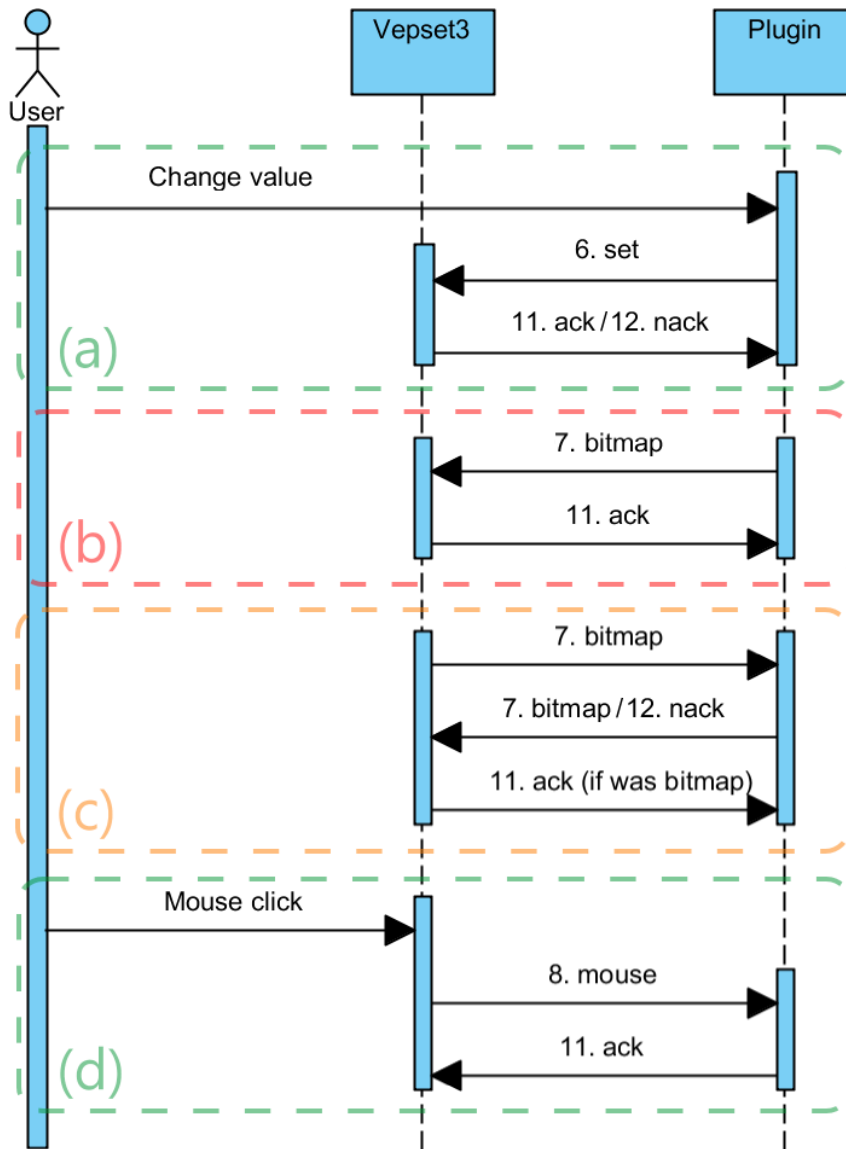 Vepset3
Plugin
User
Change value
6. set
11. ack / 12. nack
(a)
7. bitmap
11. ack
(b)
7. bitmap
7. bitmap / 12. nack
11. ack (if was bitmap)
(c)
Mouse click
8. mouse
11. ack
(d)